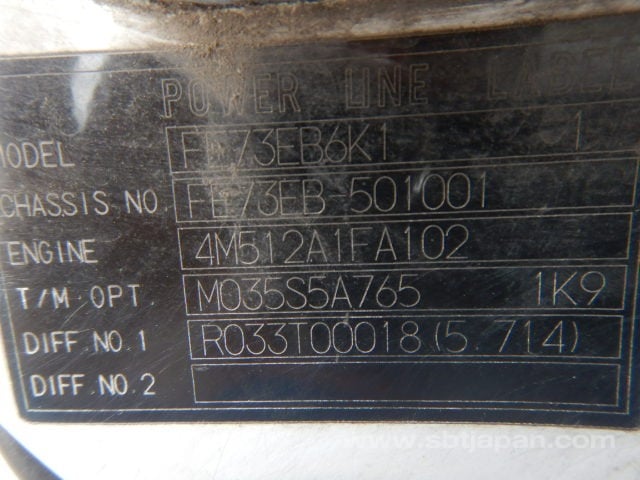 POWER LINE LABEL
MODEL FE73EB6K1 1
CHASSIS NO FE73EB-501001
ENGINE 4M512A1FA102
T/M OPT. M035S5A765 1K9
DIFF NO.1 R033T00018(5.714)
DIFF NO.2
www.sbtjapan.com